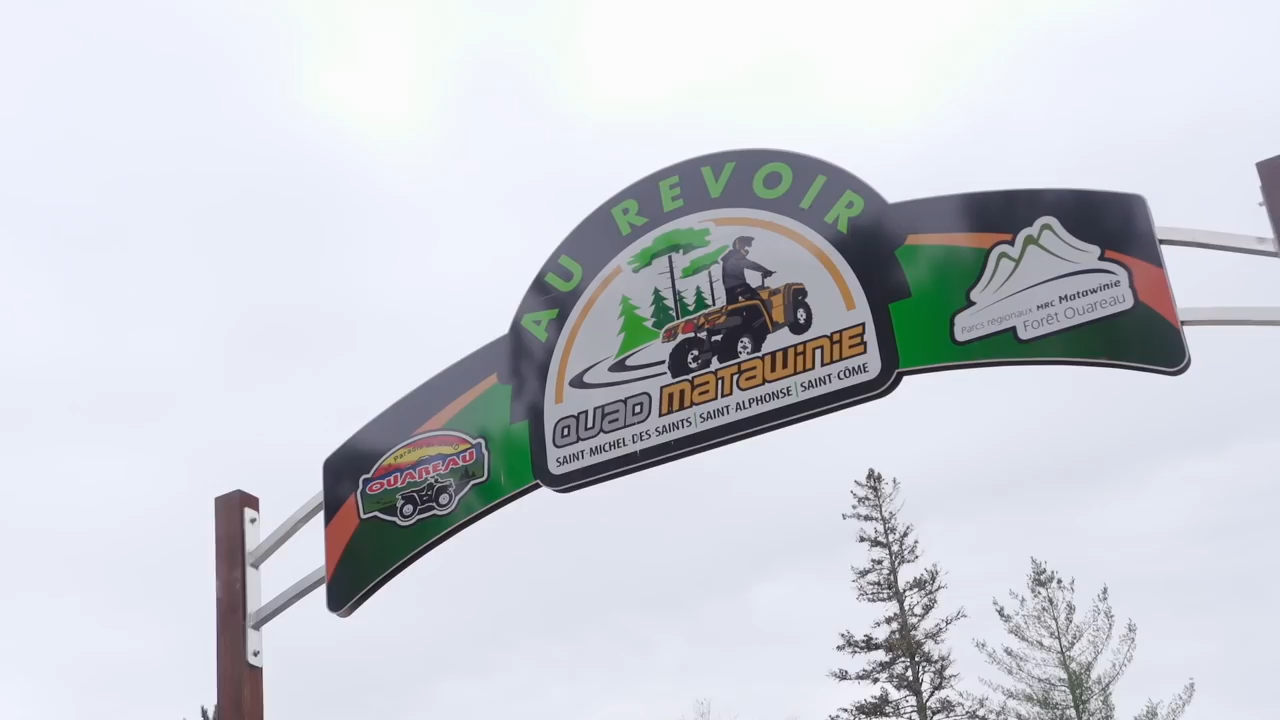 AU REVOIR
QUAD MATAWINIE
SAINT-MICHEL-DES-SAINTS | SAINT-ALPHONSE | SAINT-CÔME
Paradis
OUAREAU
Parcs régionaux MRC Matawinie
Forêt Ouareau